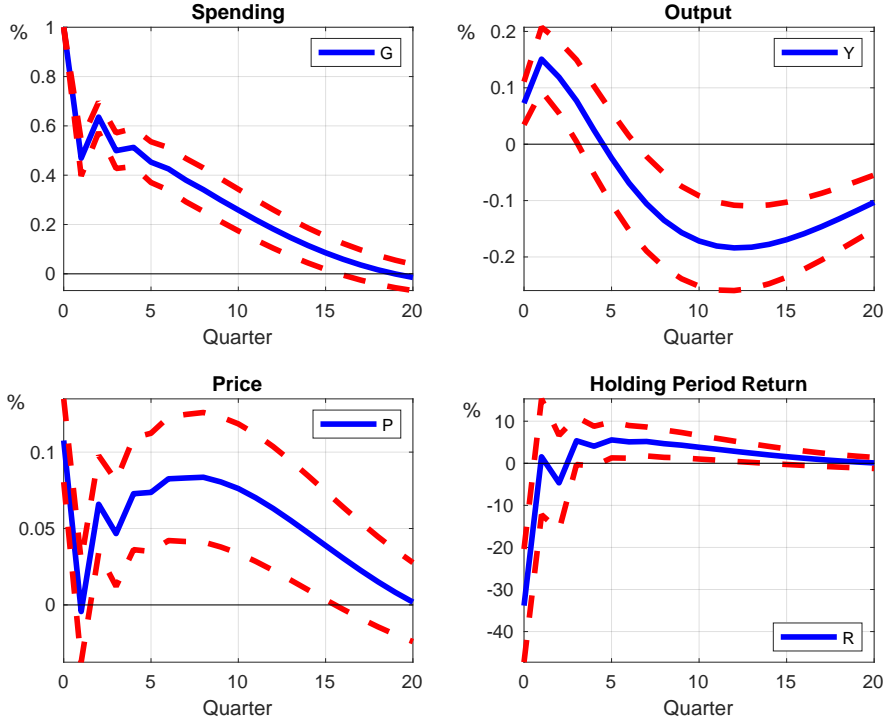 Spending
%
1
0.8
0.6
0.4
0.2
0
G
0 5 10 15 20
Quarter
Output
%
0.2
0.1
0
-0.1
-0.2
Y
0 5 10 15 20
Quarter
Price
%
0.1
0.05
0
P
0 5 10 15 20
Quarter
Holding Period Return
%
10
0
-10
-20
-30
-40
R
0 5 10 15 20
Quarter